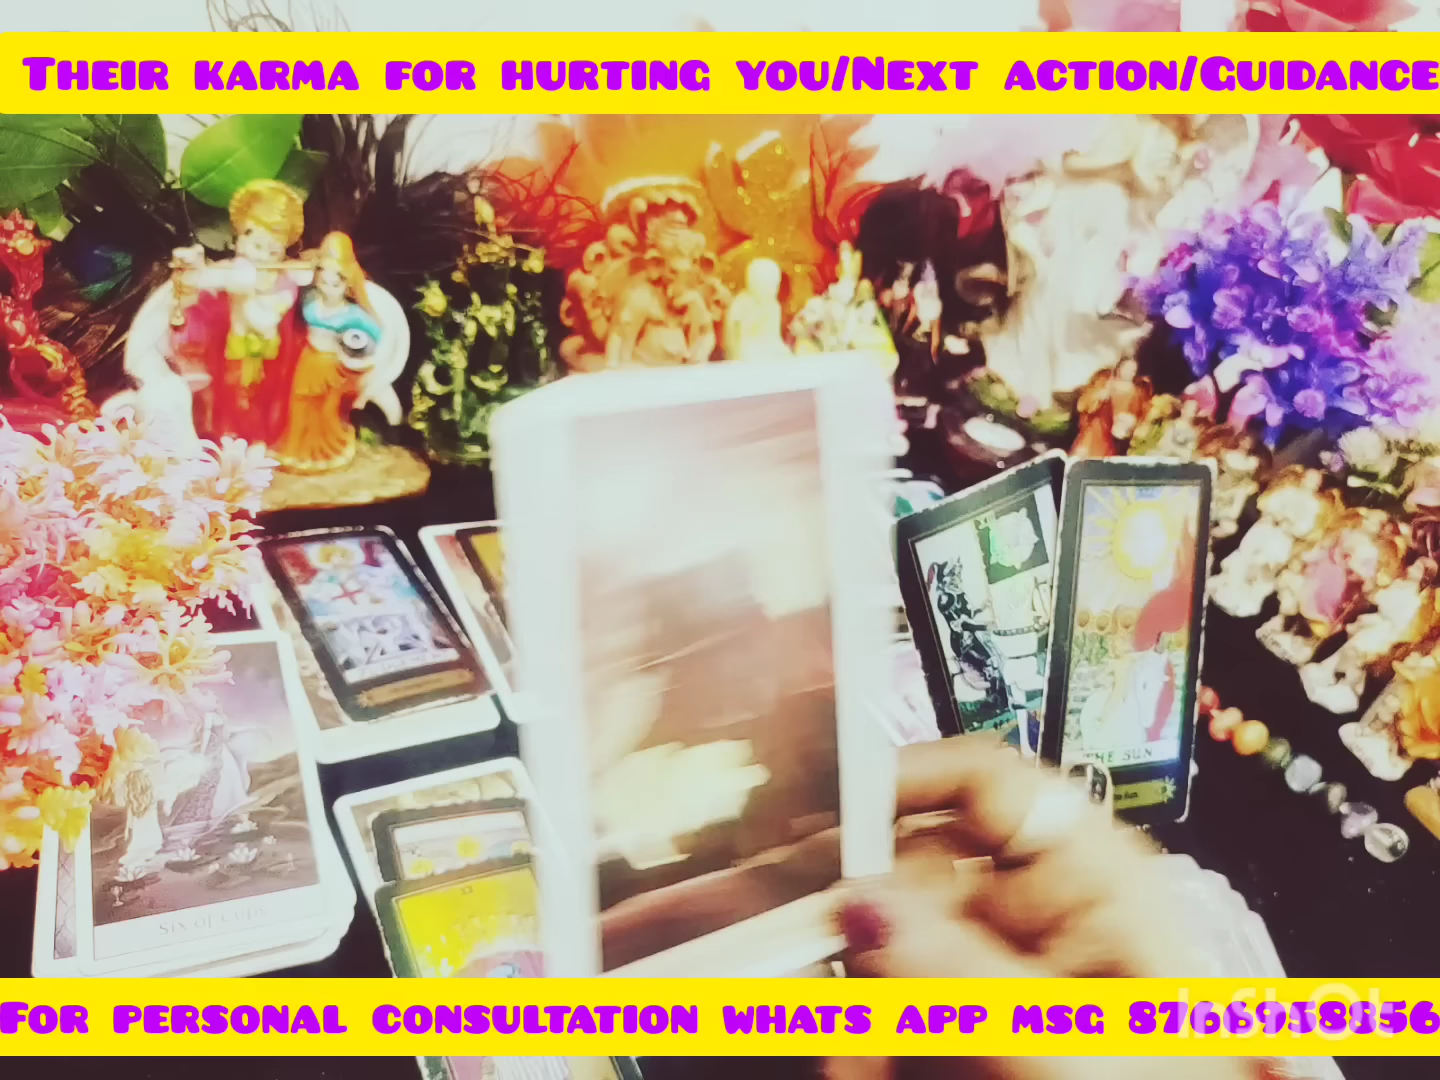 Their karma for hurting you/Next action/Guidance
Six of Cups
THE SUN
For personal consultation whats app msg 8766958856
InShOt